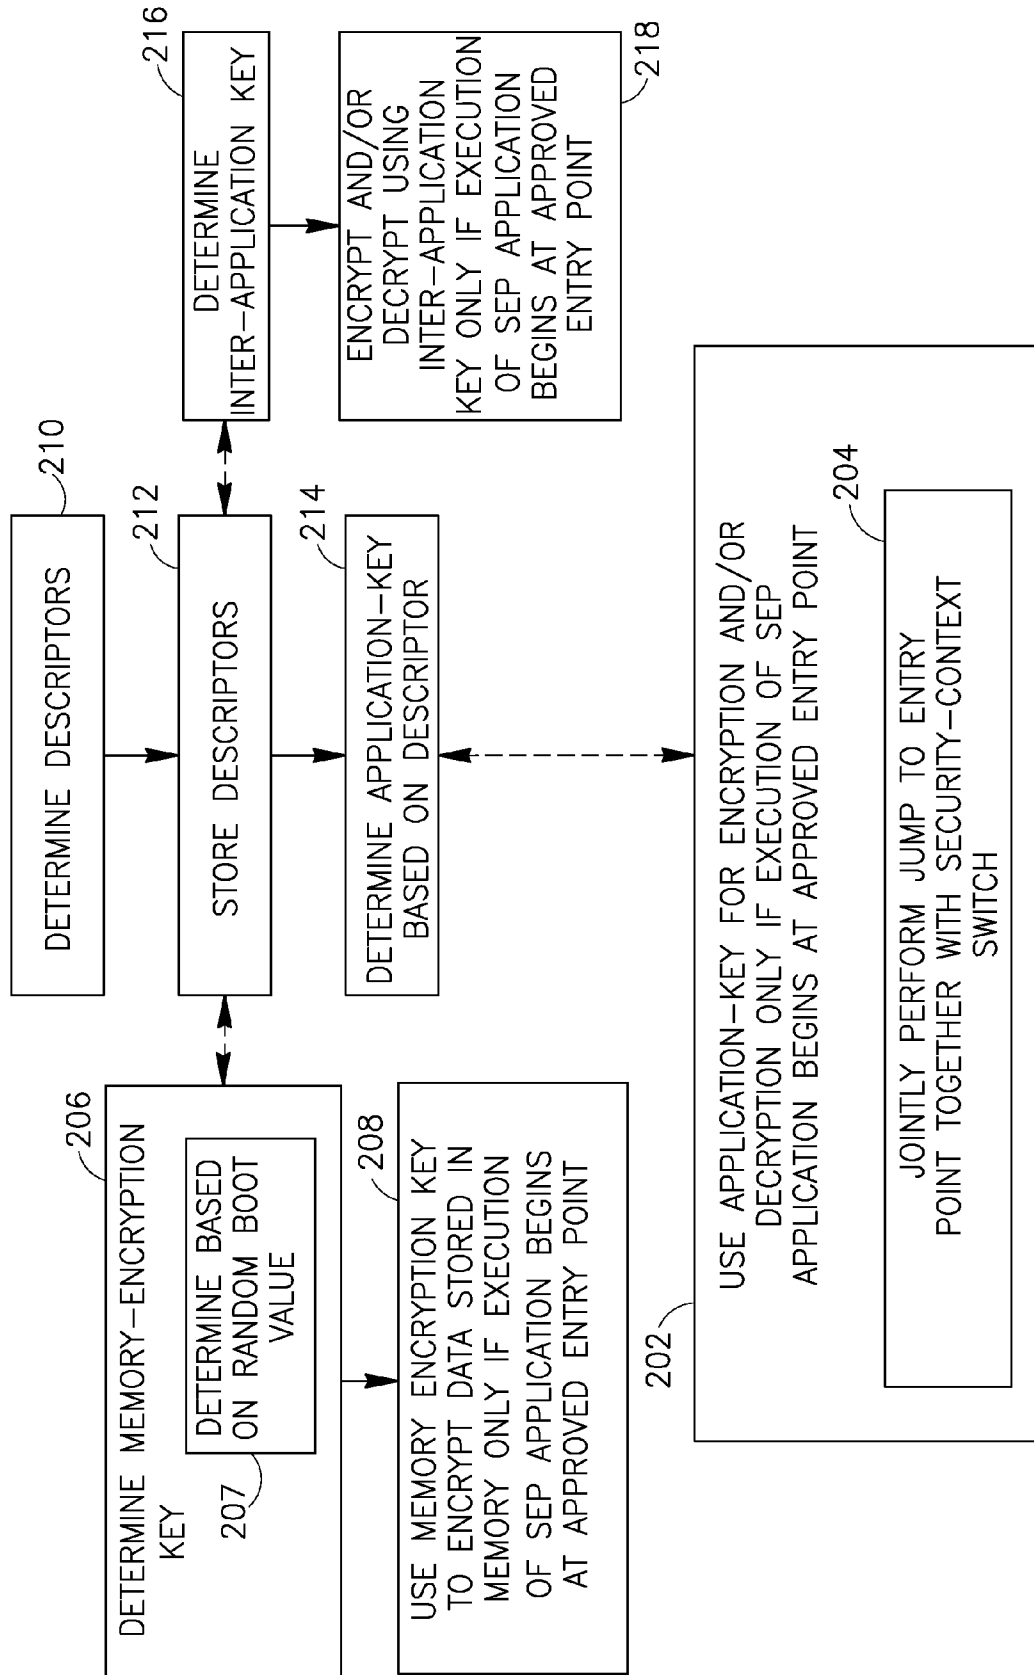 DETERMINE DESCRIPTORS
210
STORE DESCRIPTORS
212
DETERMINE APPLICATION-KEY
BASED ON DESCRIPTOR
214
DETERMINE MEMORY-ENCRYPTION
KEY
206
DETERMINE BASED
ON RANDOM BOOT
VALUE
207
USE MEMORY ENCRYPTION KEY
TO ENCRYPT DATA STORED IN
MEMORY ONLY IF EXECUTION
OF SEP APPLICATION BEGINS
AT APPROVED ENTRY POINT
208
DETERMINE
INTER-APPLICATION KEY
216
ENCRYPT AND/OR
DECRYPT USING
INTER-APPLICATION
KEY ONLY IF EXECUTION
OF SEP APPLICATION
BEGINS AT APPROVED
ENTRY POINT
218
202
USE APPLICATION-KEY FOR ENCRYPTION AND/OR
DECRYPTION ONLY IF EXECUTION OF SEP
APPLICATION BEGINS AT APPROVED ENTRY POINT
204
JOINTLY PERFORM JUMP TO ENTRY
POINT TOGETHER WITH SECURITY-CONTEXT
SWITCH